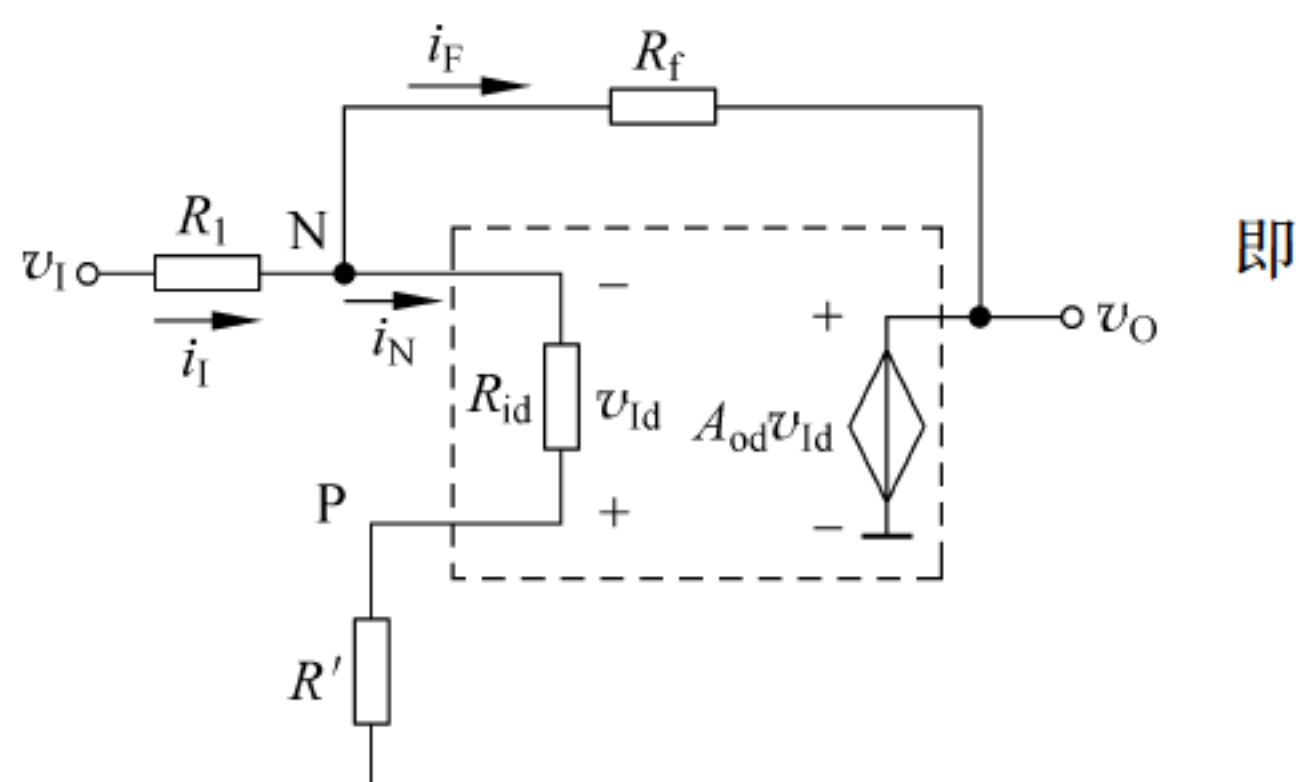 i_F
R_f
R_1
N
即
v_I
−
+
v_O
i_I
i_N
R_id
v_Id
A_od v_Id
P
+
−
R′